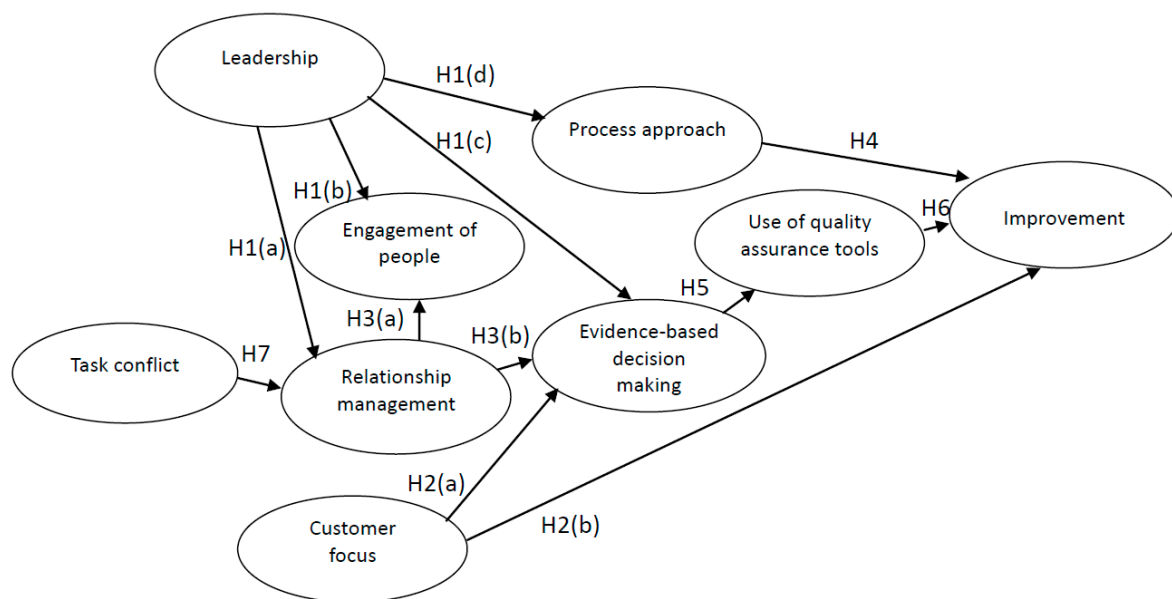 Leadership
H1(d)
Process approach
H1(c)
H4
H1(b)
Engagement of
people
Use of quality
assurance tools
H6
Improvement
H1(a)
H5
H3(a)
H3(b)
Evidence-based
decision
making
Task conflict
H7
Relationship
management
H2(a)
H2(b)
Customer
focus